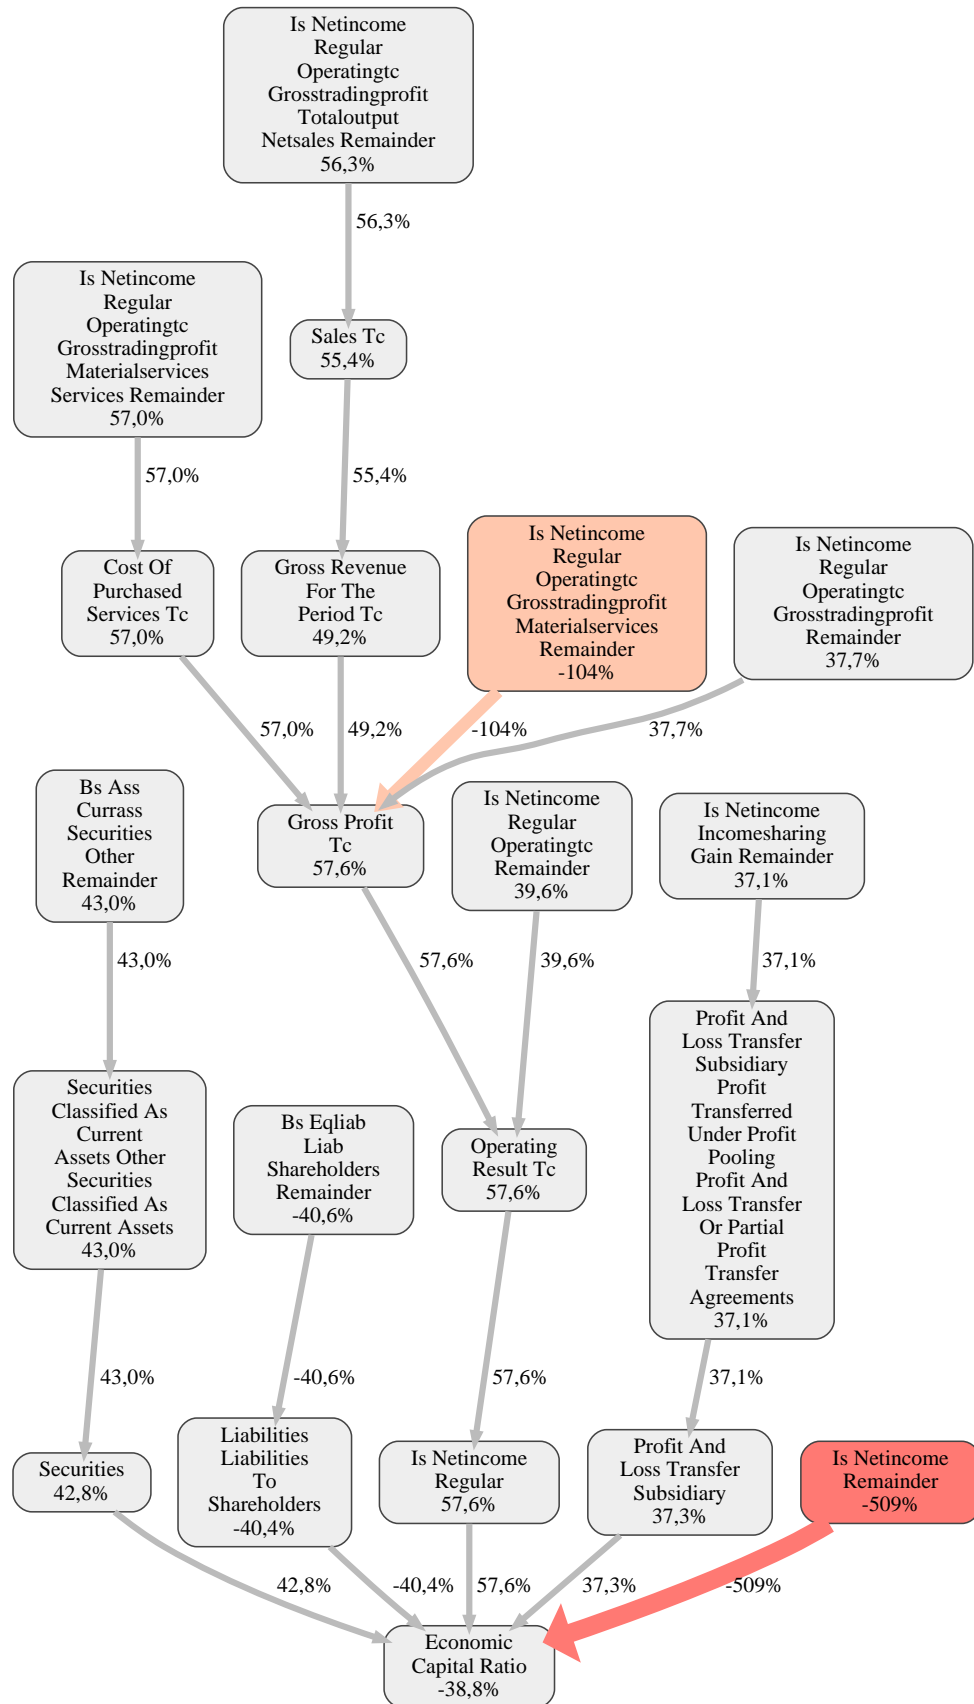 Is Netincome
Regular
Operatingtc
Grosstradingprofit
Totaloutput
Netsales Remainder
56,3%
56,3%
Is Netincome
Regular
Operatingtc
Grosstradingprofit
Materialservices
Services Remainder
57,0%
Sales Tc
55,4%
57,0%
55,4%
Cost Of
Purchased
Services Tc
57,0%
Gross Revenue
For The
Period Tc
49,2%
Is Netincome
Regular
Operatingtc
Grosstradingprofit
Materialservices
Remainder
-104%
Is Netincome
Regular
Operatingtc
Grosstradingprofit
Remainder
37,7%
57,0%
49,2%
-104%
37,7%
Bs Ass
Currass
Securities
Other
Remainder
43,0%
Gross Profit
Tc
57,6%
Is Netincome
Regular
Operatingtc
Remainder
39,6%
Is Netincome
Incomesharing
Gain Remainder
37,1%
43,0%
57,6%
39,6%
37,1%
Securities
Classified As
Current
Assets Other
Securities
Classified As
Current Assets
43,0%
Bs Eqliab
Liab
Shareholders
Remainder
-40,6%
Operating
Result Tc
57,6%
Profit And
Loss Transfer
Subsidiary
Profit
Transferred
Under Profit
Pooling
Profit And
Loss Transfer
Or Partial
Profit
Transfer
Agreements
37,1%
43,0%
-40,6%
57,6%
37,1%
Securities
42,8%
Liabilities
Liabilities
To
Shareholders
-40,4%
Is Netincome
Regular
57,6%
Profit And
Loss Transfer
Subsidiary
37,3%
Is Netincome
Remainder
-509%
42,8%
-40,4%
57,6%
37,3%
-509%
Economic
Capital Ratio
-38,8%